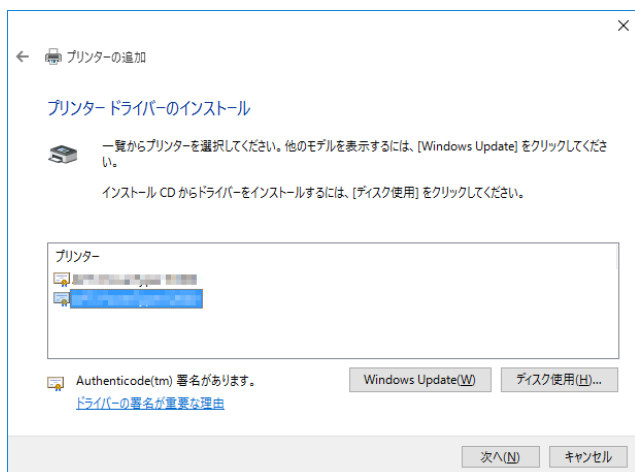 プリンターの追加
プリンター ドライバーのインストール
一覧からプリンターを選択してください。他のモデルを表示するには、[Windows Update] をクリックしてくださ
い。
インストール CD からドライバーをインストールするには、[ディスク使用] をクリックしてください。
プリンター
Authenticode(tm) 署名があります。
ドライバーの署名が重要な理由
Windows Update(W)
ディスク使用(H)...
次へ(N)
キャンセル